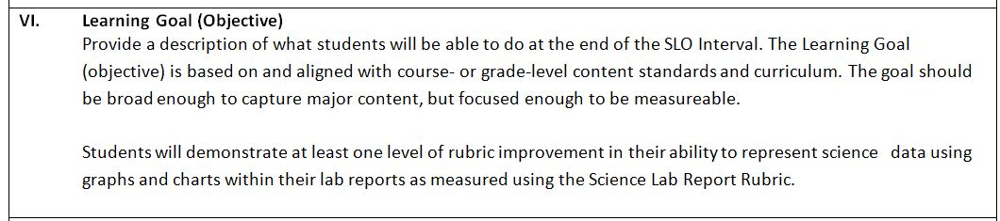 VI. Learning Goal (Objective)
Provide a description of what students will be able to do at the end of the SLO Interval. The Learning Goal
(objective) is based on and aligned with course- or grade-level content standards and curriculum. The goal should
be broad enough to capture major content, but focused enough to be measureable.
Students will demonstrate at least one level of rubric improvement in their ability to represent science data using
graphs and charts within their lab reports as measured using the Science Lab Report Rubric.